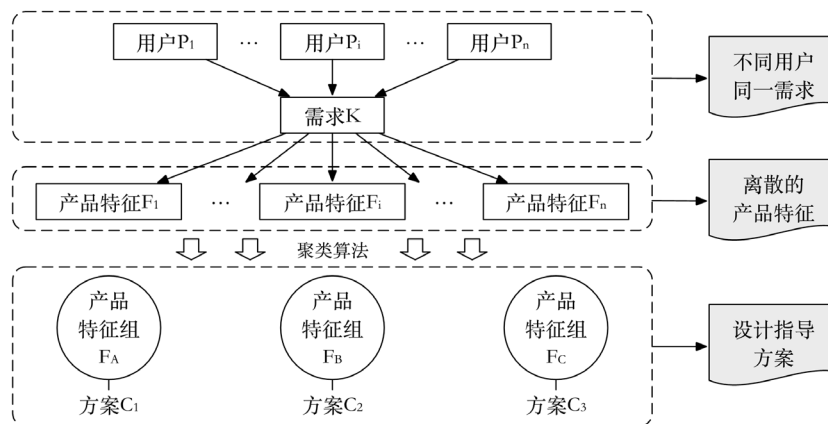 用户P₁ … 用户Pᵢ … 用户Pₙ
不同用户
同一需求
需求K
产品特征F₁ … 产品特征Fᵢ … 产品特征Fₙ
离散的
产品特征
聚类算法
产品
特征组
F_A
产品
特征组
F_B
产品
特征组
F_C
设计指导
方案
方案C₁
方案C₂
方案C₃